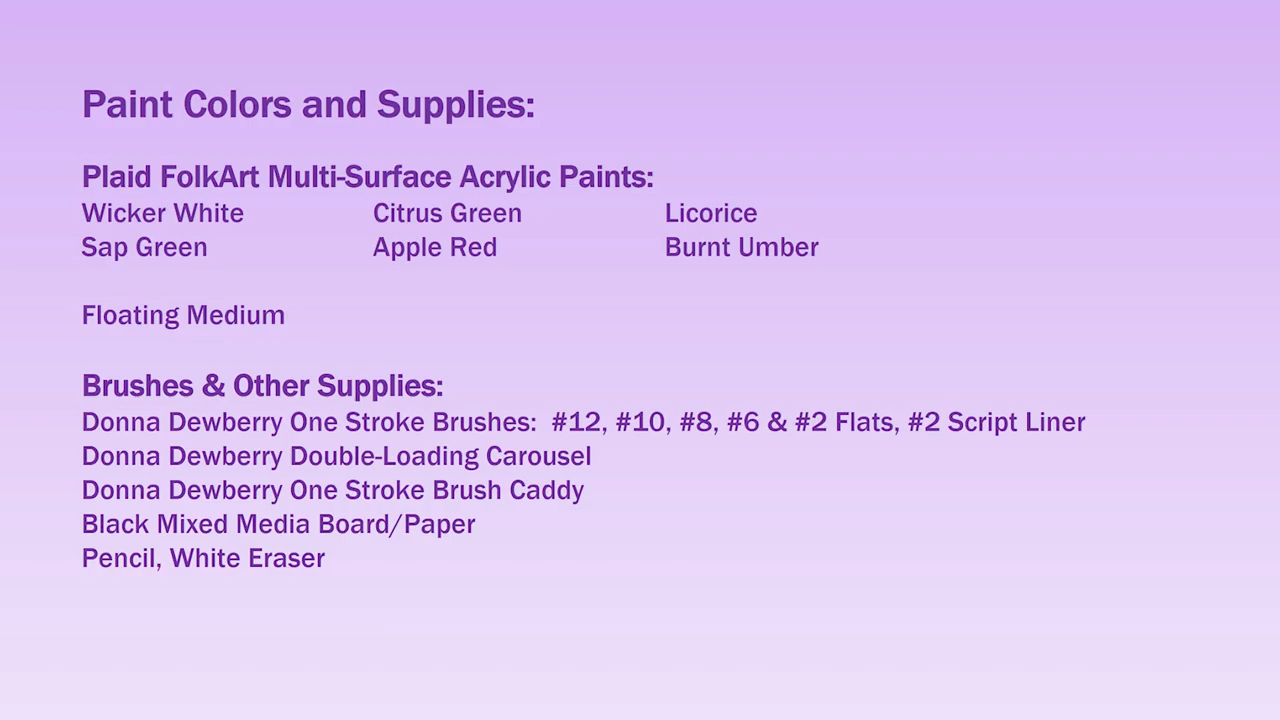 Paint Colors and Supplies:
Plaid FolkArt Multi-Surface Acrylic Paints:
Wicker White Citrus Green Licorice
Sap Green Apple Red Burnt Umber
Floating Medium
Brushes & Other Supplies:
Donna Dewberry One Stroke Brushes: #12, #10, #8, #6 & #2 Flats, #2 Script Liner
Donna Dewberry Double-Loading Carousel
Donna Dewberry One Stroke Brush Caddy
Black Mixed Media Board/Paper
Pencil, White Eraser